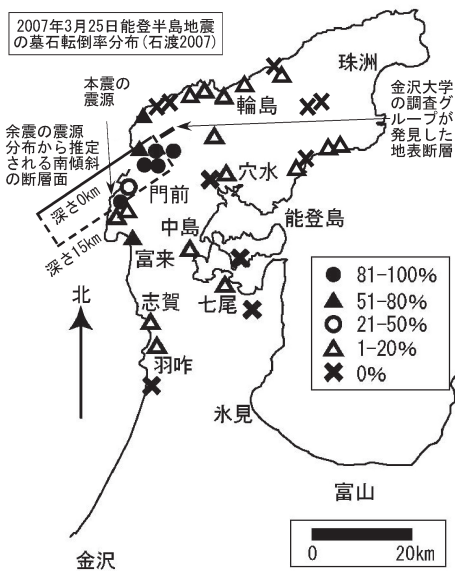 2007年3月25日能登半島地震
の墓石転倒率分布(石渡2007)
珠洲
本震の
震源
輪島
金沢大学
の調査グ
ループが
発見した
地表断層
余震の震源
分布から推定
される南傾斜
の断層面
深さ0km
深さ15km
門前
穴水
能登島
中島
富来
七尾
志賀
羽咋
北
81-100%
51-80%
21-50%
1-20%
0%
氷見
富山
0 20km
金沢